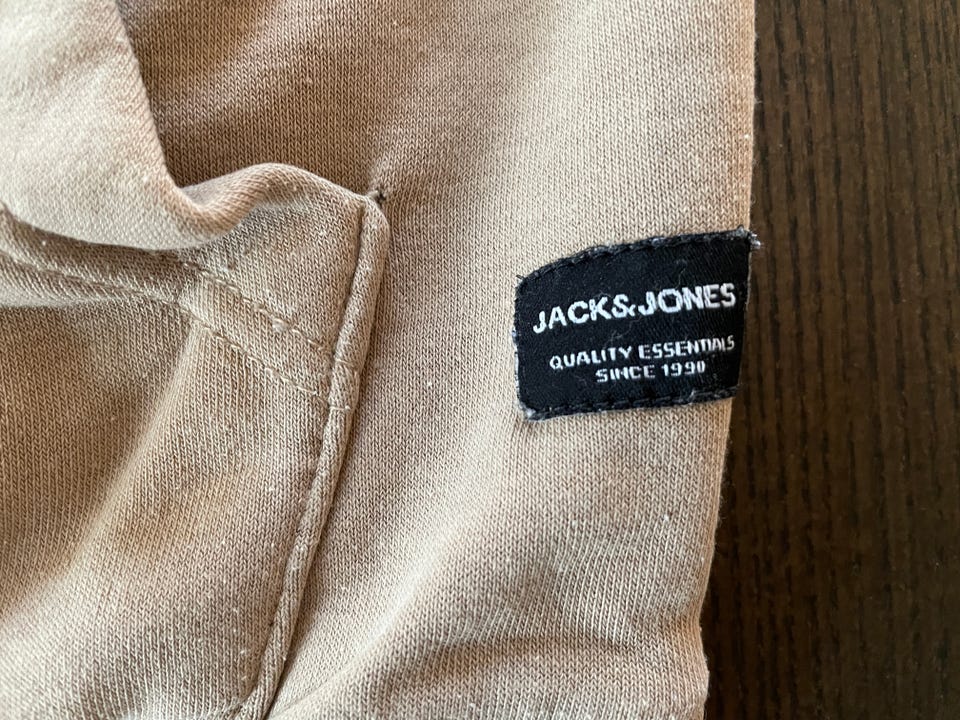 JACK&JONES
QUALITY ESSENTIALS
SINCE 1990